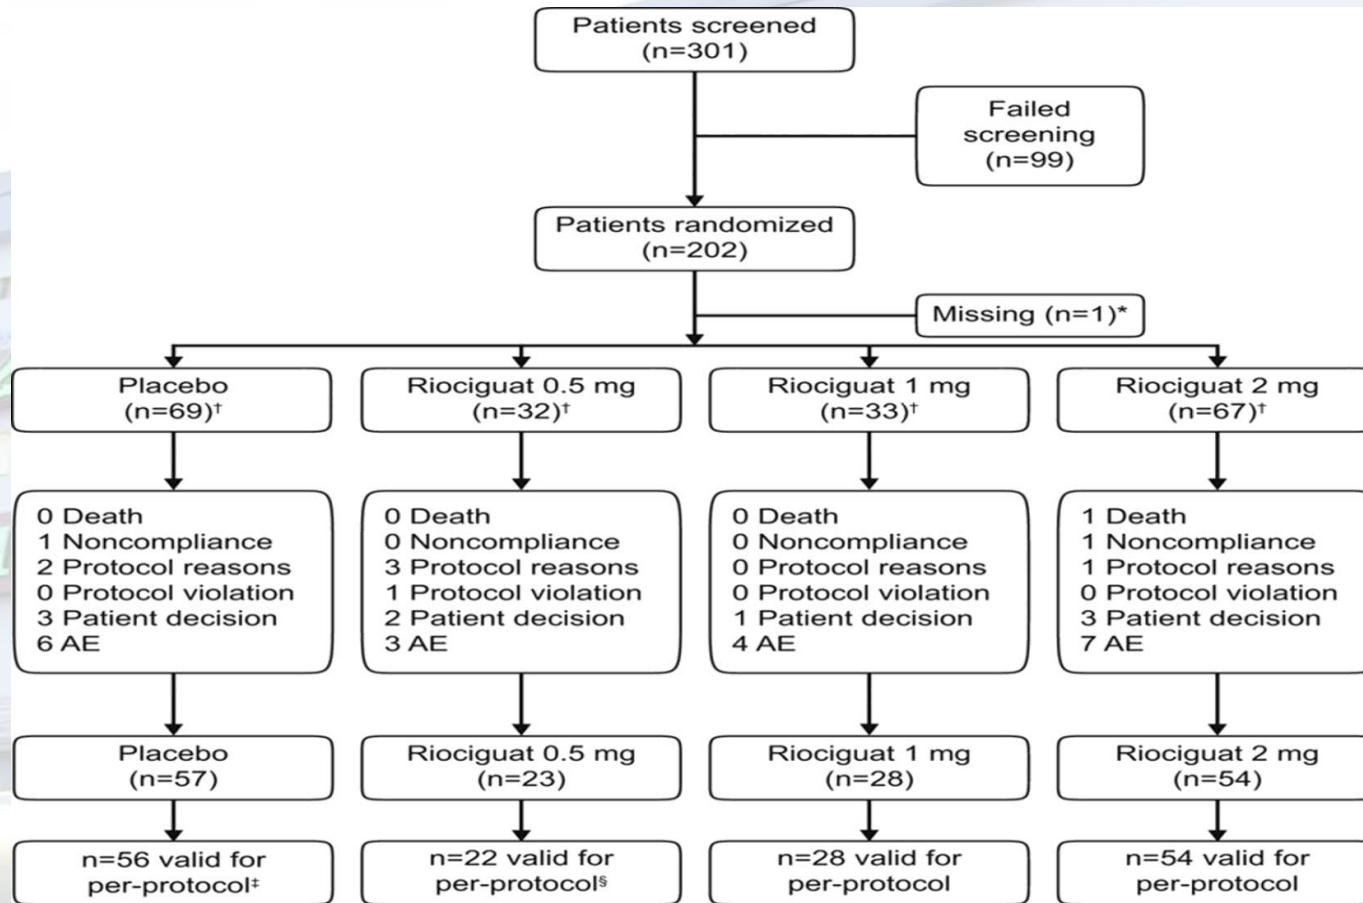 Patients screened
(n=301)
Failed
screening
(n=99)
Patients randomized
(n=202)
Missing (n=1)*
Placebo
(n=69)†
Riociguat 0.5 mg
(n=32)†
Riociguat 1 mg
(n=33)†
Riociguat 2 mg
(n=67)†
0 Death
1 Noncompliance
2 Protocol reasons
0 Protocol violation
3 Patient decision
6 AE
0 Death
0 Noncompliance
3 Protocol reasons
1 Protocol violation
2 Patient decision
3 AE
0 Death
0 Noncompliance
0 Protocol reasons
0 Protocol violation
1 Patient decision
4 AE
1 Death
1 Noncompliance
1 Protocol reasons
0 Protocol violation
3 Patient decision
7 AE
Placebo
(n=57)
Riociguat 0.5 mg
(n=23)
Riociguat 1 mg
(n=28)
Riociguat 2 mg
(n=54)
n=56 valid for
per-protocol‡
n=22 valid for
per-protocol§
n=28 valid for
per-protocol
n=54 valid for
per-protocol